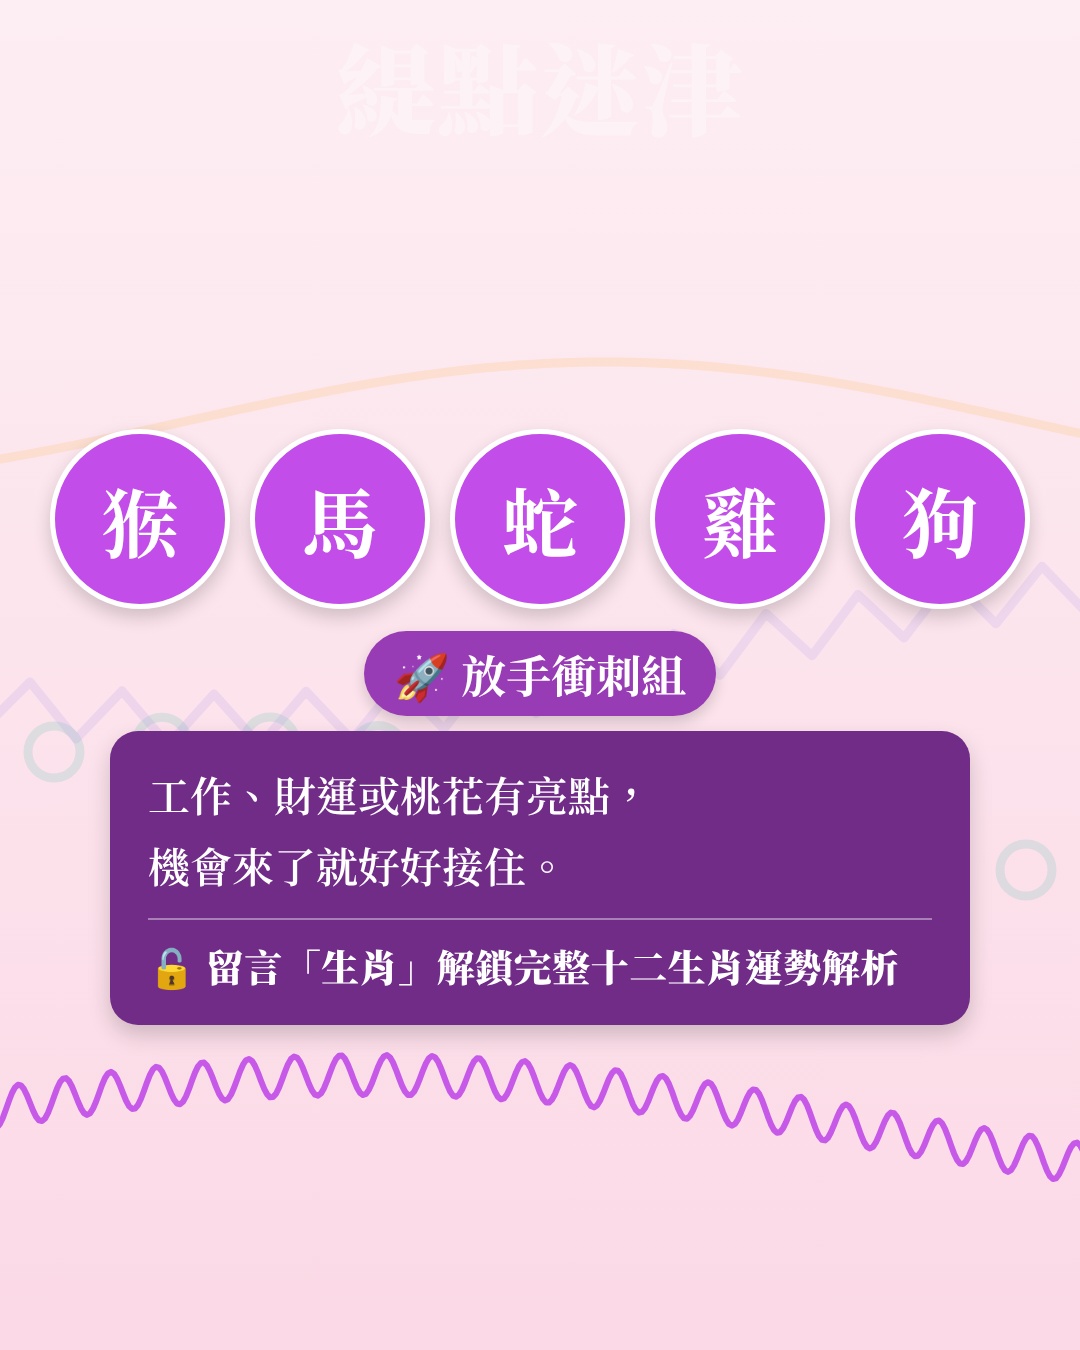 緹點迷津
猴 馬 蛇 雞 狗
🚀 放手衝刺組
工作、財運或桃花有亮點，
機會來了就好好接住。
🔓 留言「生肖」解鎖完整十二生肖運勢解析